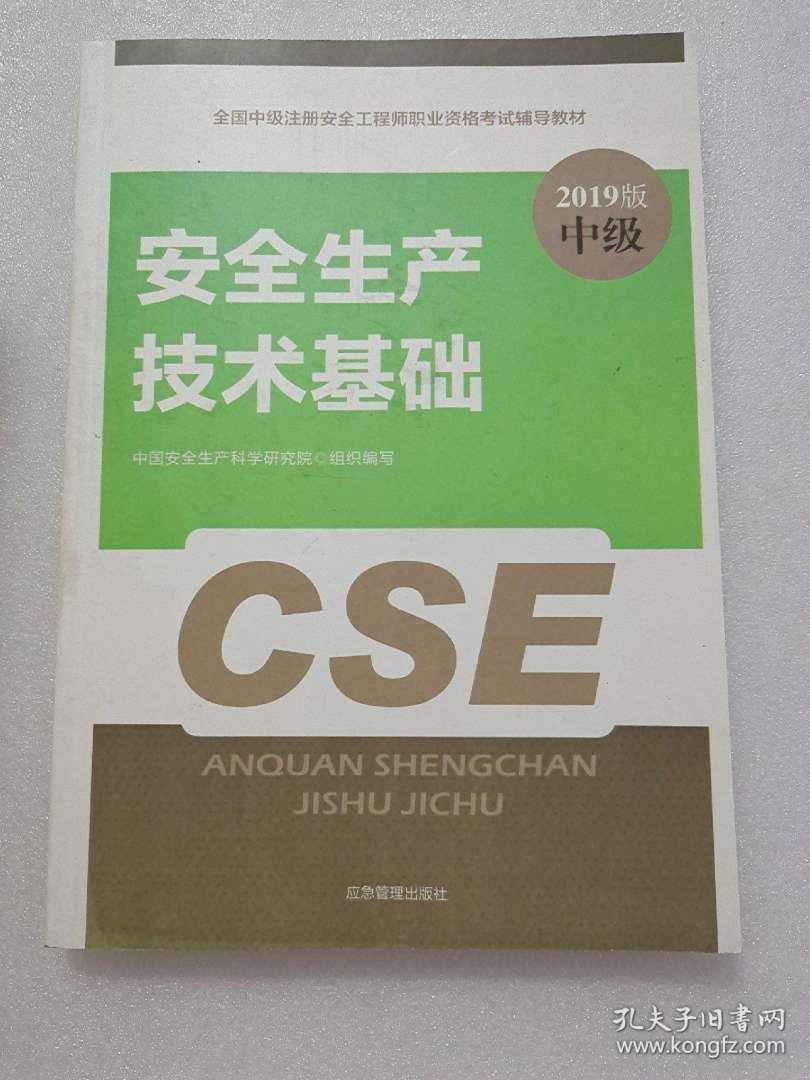 全国中级注册安全工程师职业资格考试辅导教材
2019版
中级
安全生产
技术基础
中国安全生产科学研究院 组织编写
CSE
ANQUAN SHENGCHAN
JISHU JICHU
应急管理出版社
孔夫子旧书网
www.kongfz.com